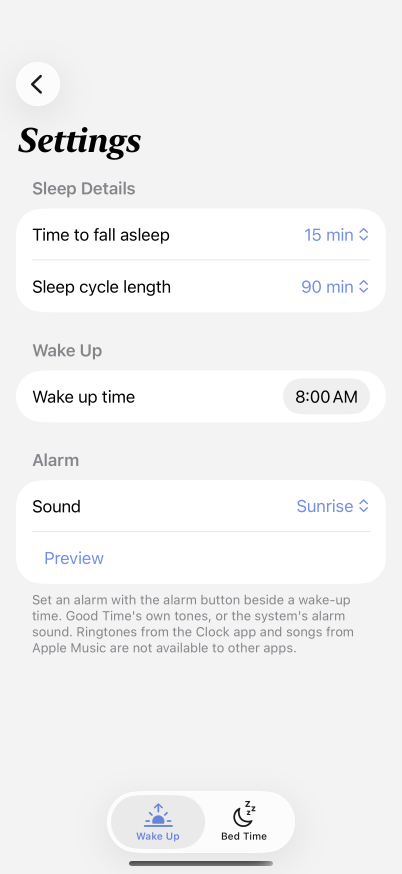 Settings
Sleep Details
Time to fall asleep 15 min
Sleep cycle length 90 min
Wake Up
Wake up time 8:00 AM
Alarm
Sound Sunrise
Preview
Set an alarm with the alarm button beside a wake-up
time. Good Time's own tones, or the system's alarm
sound. Ringtones from the Clock app and songs from
Apple Music are not available to other apps.
Wake Up Bed Time